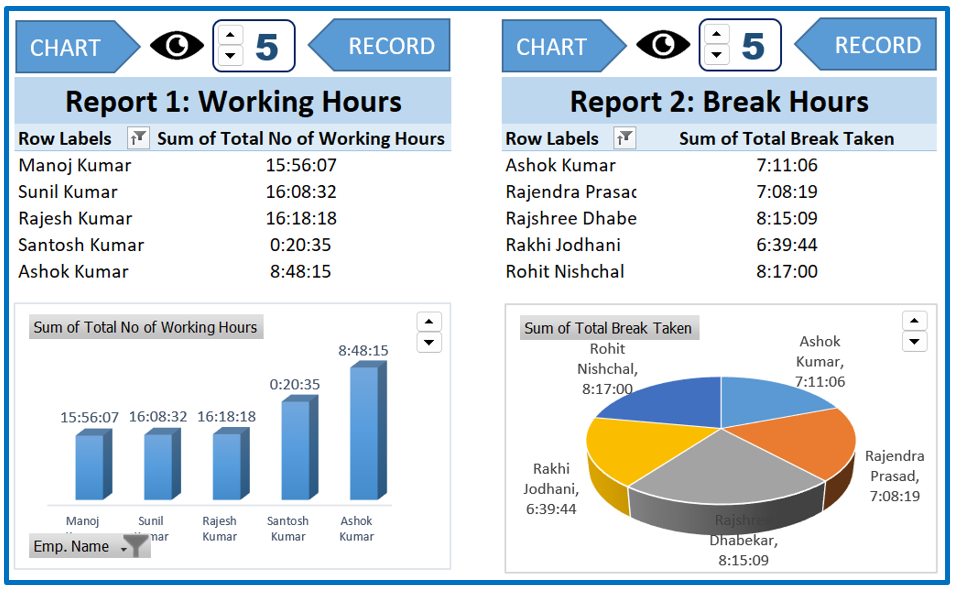 CHART
5
RECORD
Report 1: Working Hours
Row Labels Sum of Total No of Working Hours
Manoj Kumar 15:56:07
Sunil Kumar 16:08:32
Rajesh Kumar 16:18:18
Santosh Kumar 0:20:35
Ashok Kumar 8:48:15
Sum of Total No of Working Hours
8:48:15
0:20:35
15:56:07 16:08:32 16:18:18
Manoj Sunil Rajesh Santosh Ashok
Kumar Kumar Kumar
Emp. Name
CHART
5
RECORD
Report 2: Break Hours
Row Labels Sum of Total Break Taken
Ashok Kumar 7:11:06
Rajendra Prasad 7:08:19
Rajshree Dhabe 8:15:09
Rakhi Jodhani 6:39:44
Rohit Nishchal 8:17:00
Sum of Total Break Taken
Rohit
Nishchal,
8:17:00
Ashok
Kumar,
7:11:06
Rajendra
Prasad,
7:08:19
Rakhi
Jodhani,
6:39:44
Rajshree
Dhabekar,
8:15:09